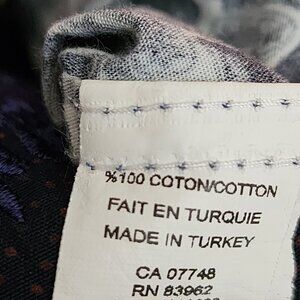 %100 COTON/COTTON
FAIT EN TURQUIE
MADE IN TURKEY
CA 07748
RN 83962